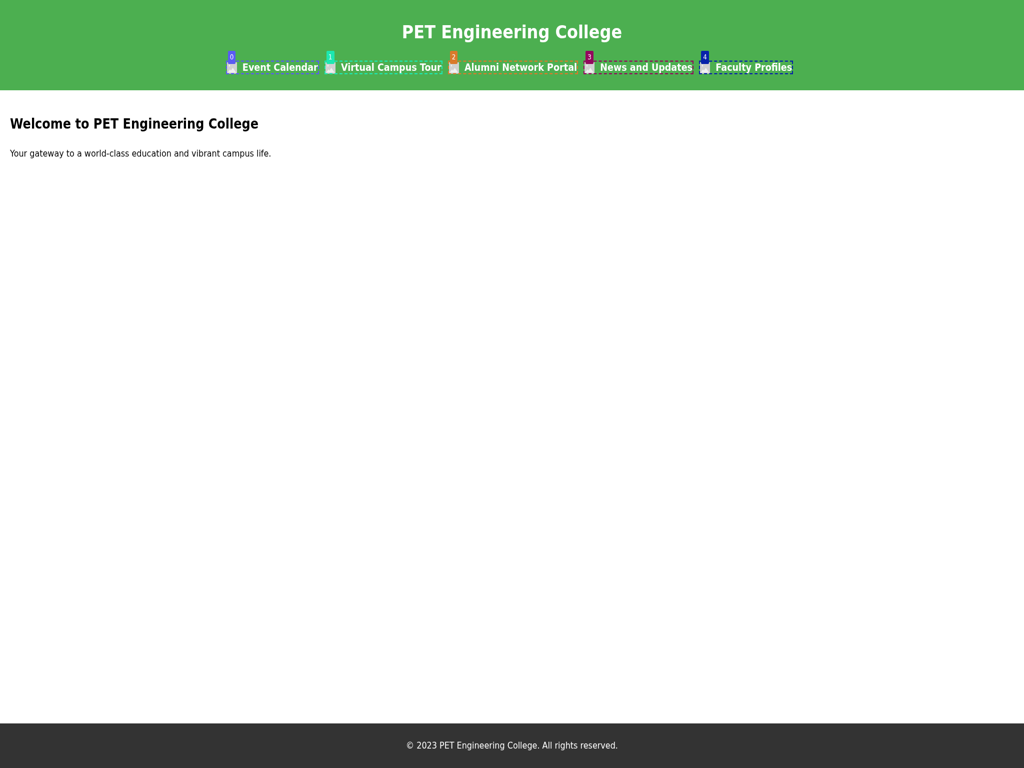 PET Engineering College
0 1 2 3 4
Event Calendar Virtual Campus Tour Alumni Network Portal News and Updates Faculty Profiles
Welcome to PET Engineering College
Your gateway to a world-class education and vibrant campus life.
© 2023 PET Engineering College. All rights reserved.